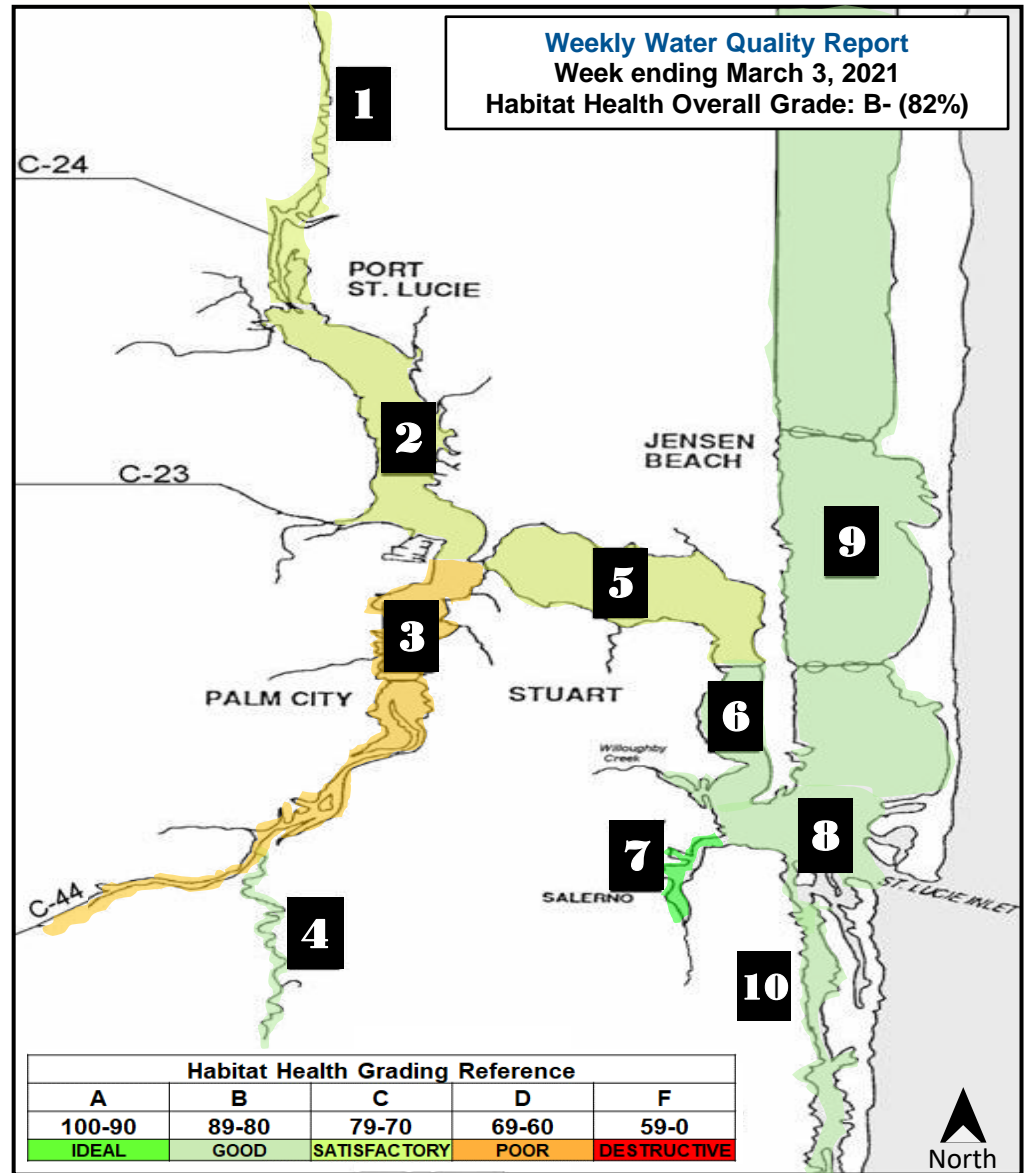 Weekly Water Quality Report
Week ending March 3, 2021
Habitat Health Overall Grade: B- (82%)
1
C-24
PORT
ST. LUCIE
2
JENSEN
BEACH
C-23
9
5
3
PALM CITY
STUART
6
Willoughby
Creek
8
7
SALERNO
ST. LUCIE INLET
C-44
4
10
Habitat Health Grading Reference
A B C D F
100-90 89-80 79-70 69-60 59-0
IDEAL GOOD SATISFACTORY POOR DESTRUCTIVE
North